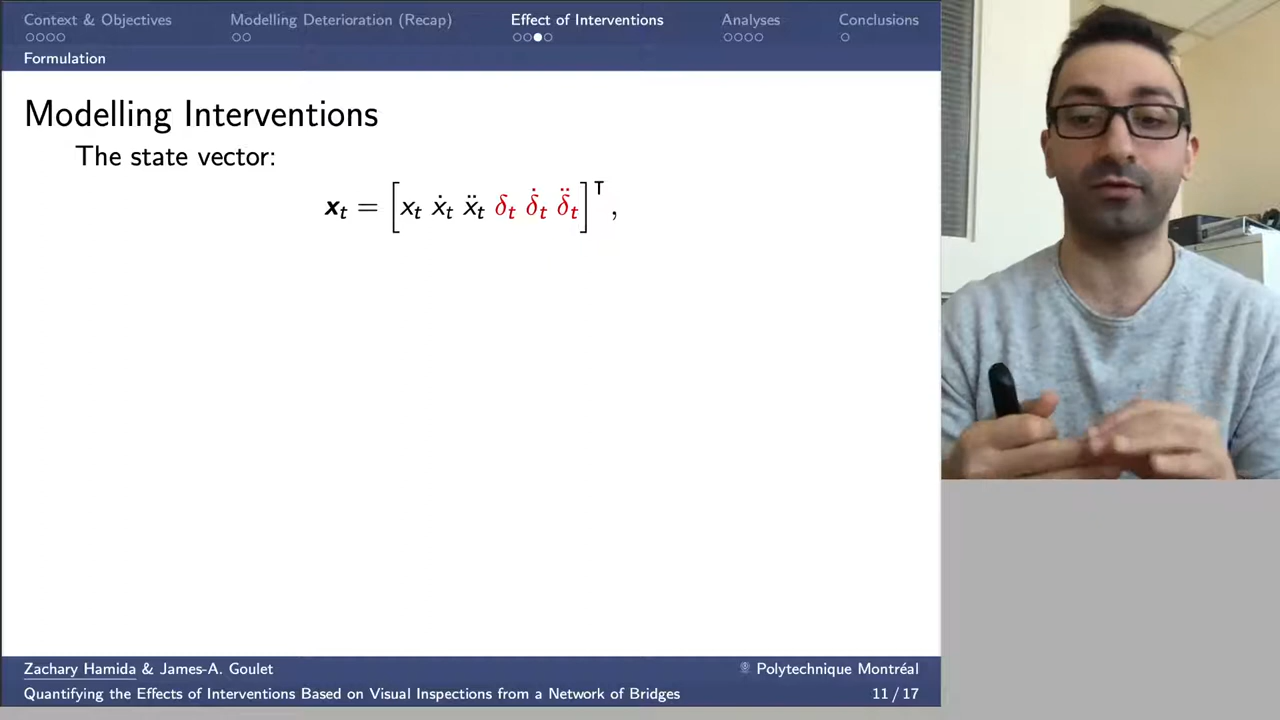 Context & Objectives
Modelling Deterioration (Recap)
Effect of Interventions
Analyses
Conclusions
Formulation
Modelling Interventions
The state vector:
𝒙ₜ = [xₜ ẋₜ ẍₜ δₜ δ̇ₜ δ̈ₜ]ᵀ,
Zachary Hamida & James-A. Goulet
Polytechnique Montréal
Quantifying the Effects of Interventions Based on Visual Inspections from a Network of Bridges
11 / 17